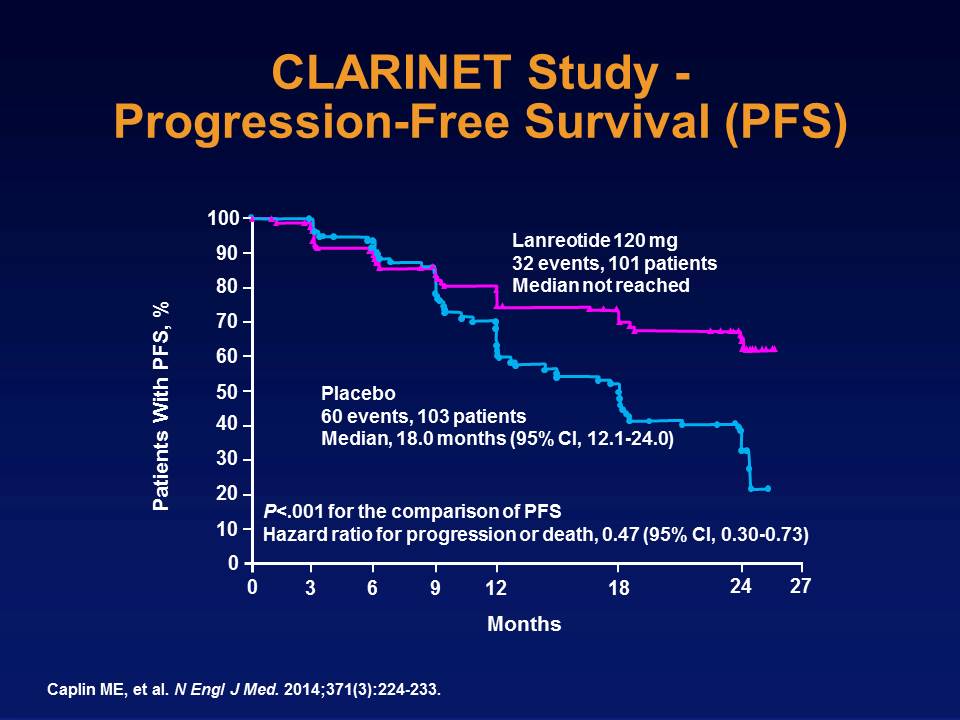 CLARINET Study -
Progression-Free Survival (PFS)
Patients With PFS, %
100
90
80
70
60
50
40
30
20
10
0
Lanreotide 120 mg
32 events, 101 patients
Median not reached
Placebo
60 events, 103 patients
Median, 18.0 months (95% CI, 12.1-24.0)
P<.001 for the comparison of PFS
Hazard ratio for progression or death, 0.47 (95% CI, 0.30-0.73)
0 3 6 9 12 18 24 27
Months
Caplin ME, et al. N Engl J Med. 2014;371(3):224-233.